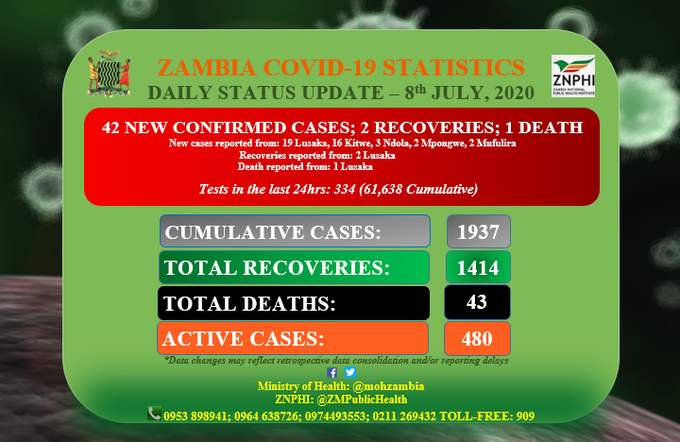 ZAMBIA COVID-19 STATISTICS
DAILY STATUS UPDATE – 8th JULY, 2020
ZNPHI
ZAMBIA NATIONAL
PUBLIC HEALTH INSTITUTE
42 NEW CONFIRMED CASES; 2 RECOVERIES; 1 DEATH
New cases reported from: 19 Lusaka, 16 Kitwe, 3 Ndola, 2 Mpongwe, 2 Mufulira
Recoveries reported from: 2 Lusaka
Death reported from: 1 Lusaka
Tests in the last 24hrs: 334 (61,638 Cumulative)
CUMULATIVE CASES: 1937
TOTAL RECOVERIES: 1414
TOTAL DEATHS: 43
ACTIVE CASES: 480
*Data changes may reflect retrospective data consolidation and/or reporting delays
Ministry of Health: @mohzambia
ZNPHI: @ZMPublicHealth
0953 898941; 0964 638726; 0974493553; 0211 269432 TOLL-FREE: 909